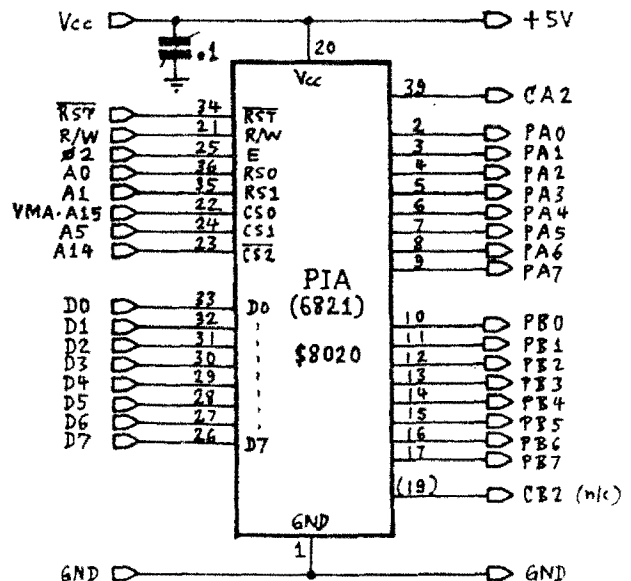 Vcc +5V
.1
20
Vcc
39 CA2
R̅S̅T̅ 34 R̅S̅T̅
R/W 21 R/W 2 PA0
ø2 25 E 3 PA1
A0 36 RS0 4 PA2
A1 35 RS1 5 PA3
VMA·A15 22 CS0 6 PA4
A5 24 CS1 7 PA5
A14 23 C̅S̅2̅ 8 PA6
9 PA7
PIA
(6821)
$8020
D0 33 D0 10 PB0
D1 32 11 PB1
D2 31 12 PB2
D3 30 13 PB3
D4 29 14 PB4
D5 28 15 PB5
D6 27 16 PB6
D7 26 D7 17 PB7
(19) CB2 (n/c)
GND
1
GND GND